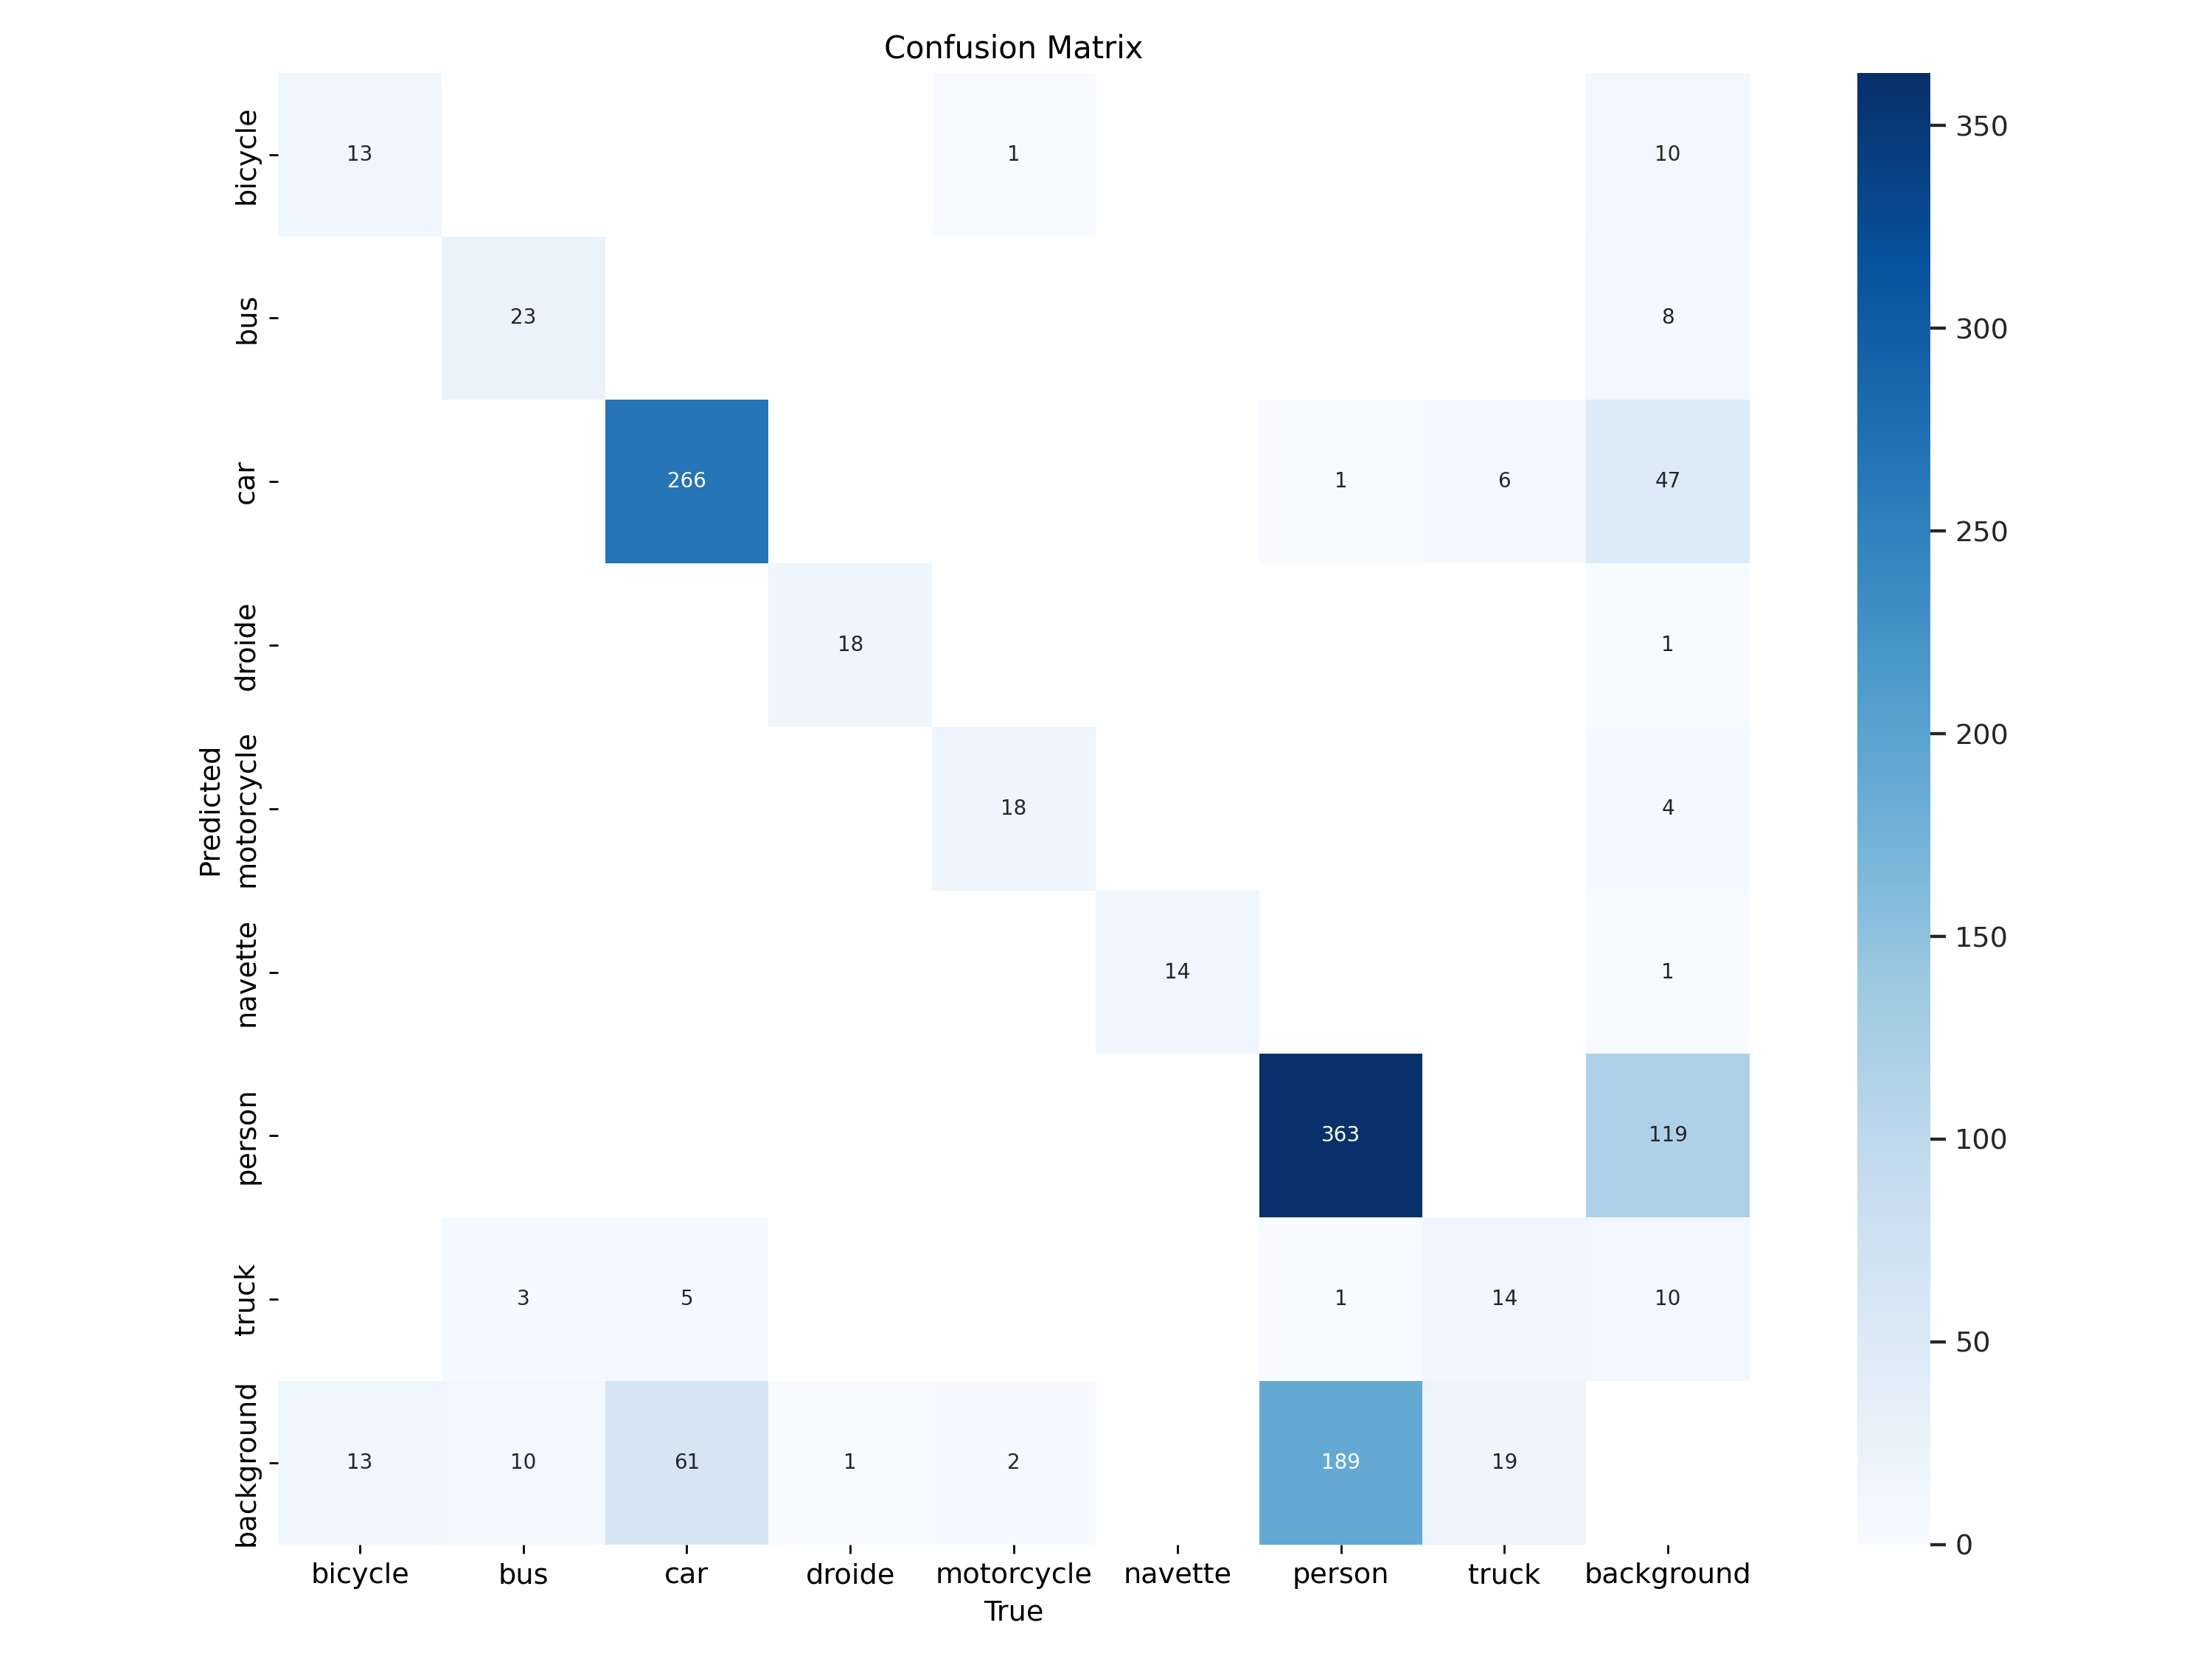 Confusion Matrix
bicycle 13 1 10
bus 23 8
car 266 1 6 47
droide 18 1
motorcycle 18 4
navette 14 1
person 363 119
truck 3 5 1 14 10
background 13 10 61 1 2 189 19
Predicted
bicycle bus car droide motorcycle navette person truck background
True
350
300
250
200
150
100
50
0